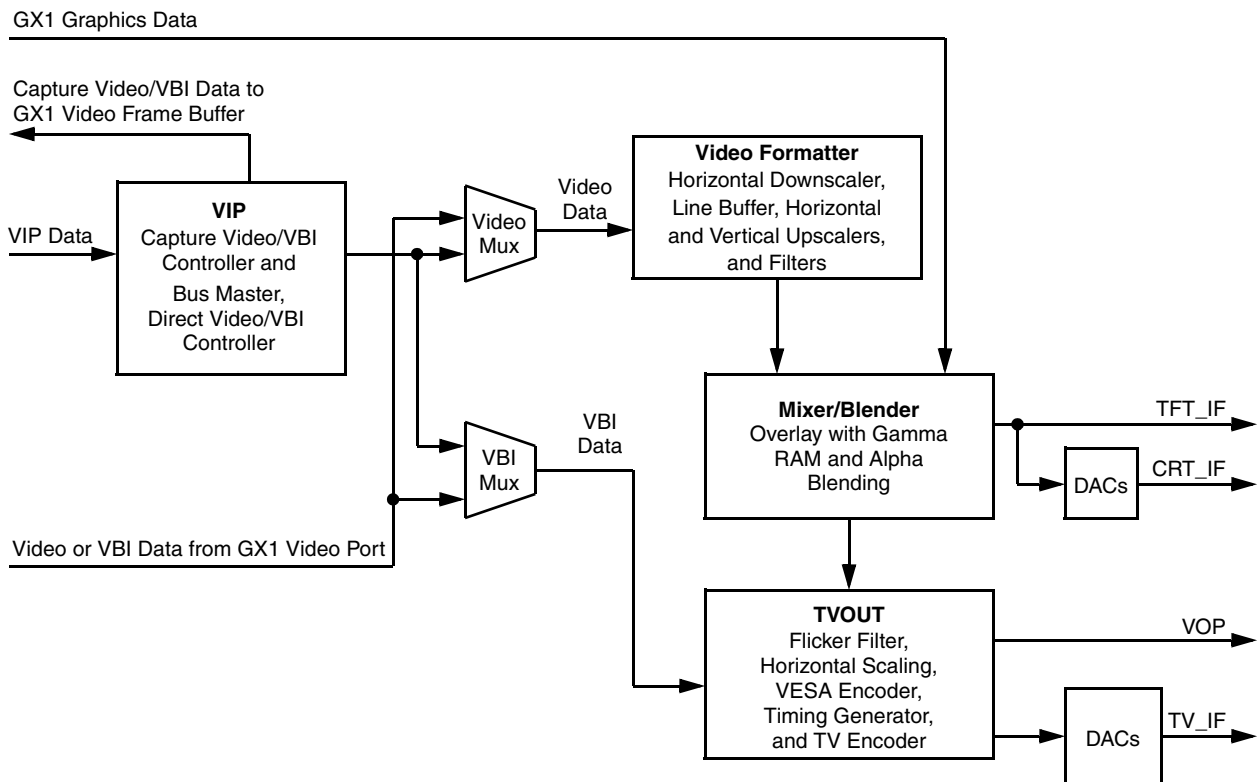 GX1 Graphics Data
Capture Video/VBI Data to
GX1 Video Frame Buffer
VIP Data
VIP
Capture Video/VBI
Controller and
Bus Master,
Direct Video/VBI
Controller
Video
Mux
Video
Data
Video Formatter
Horizontal Downscaler,
Line Buffer, Horizontal
and Vertical Upscalers,
and Filters
VBI
Mux
VBI
Data
Video or VBI Data from GX1 Video Port
Mixer/Blender
Overlay with Gamma
RAM and Alpha
Blending
TFT_IF
DACs
CRT_IF
TVOUT
Flicker Filter,
Horizontal Scaling,
VESA Encoder,
Timing Generator,
and TV Encoder
VOP
DACs
TV_IF